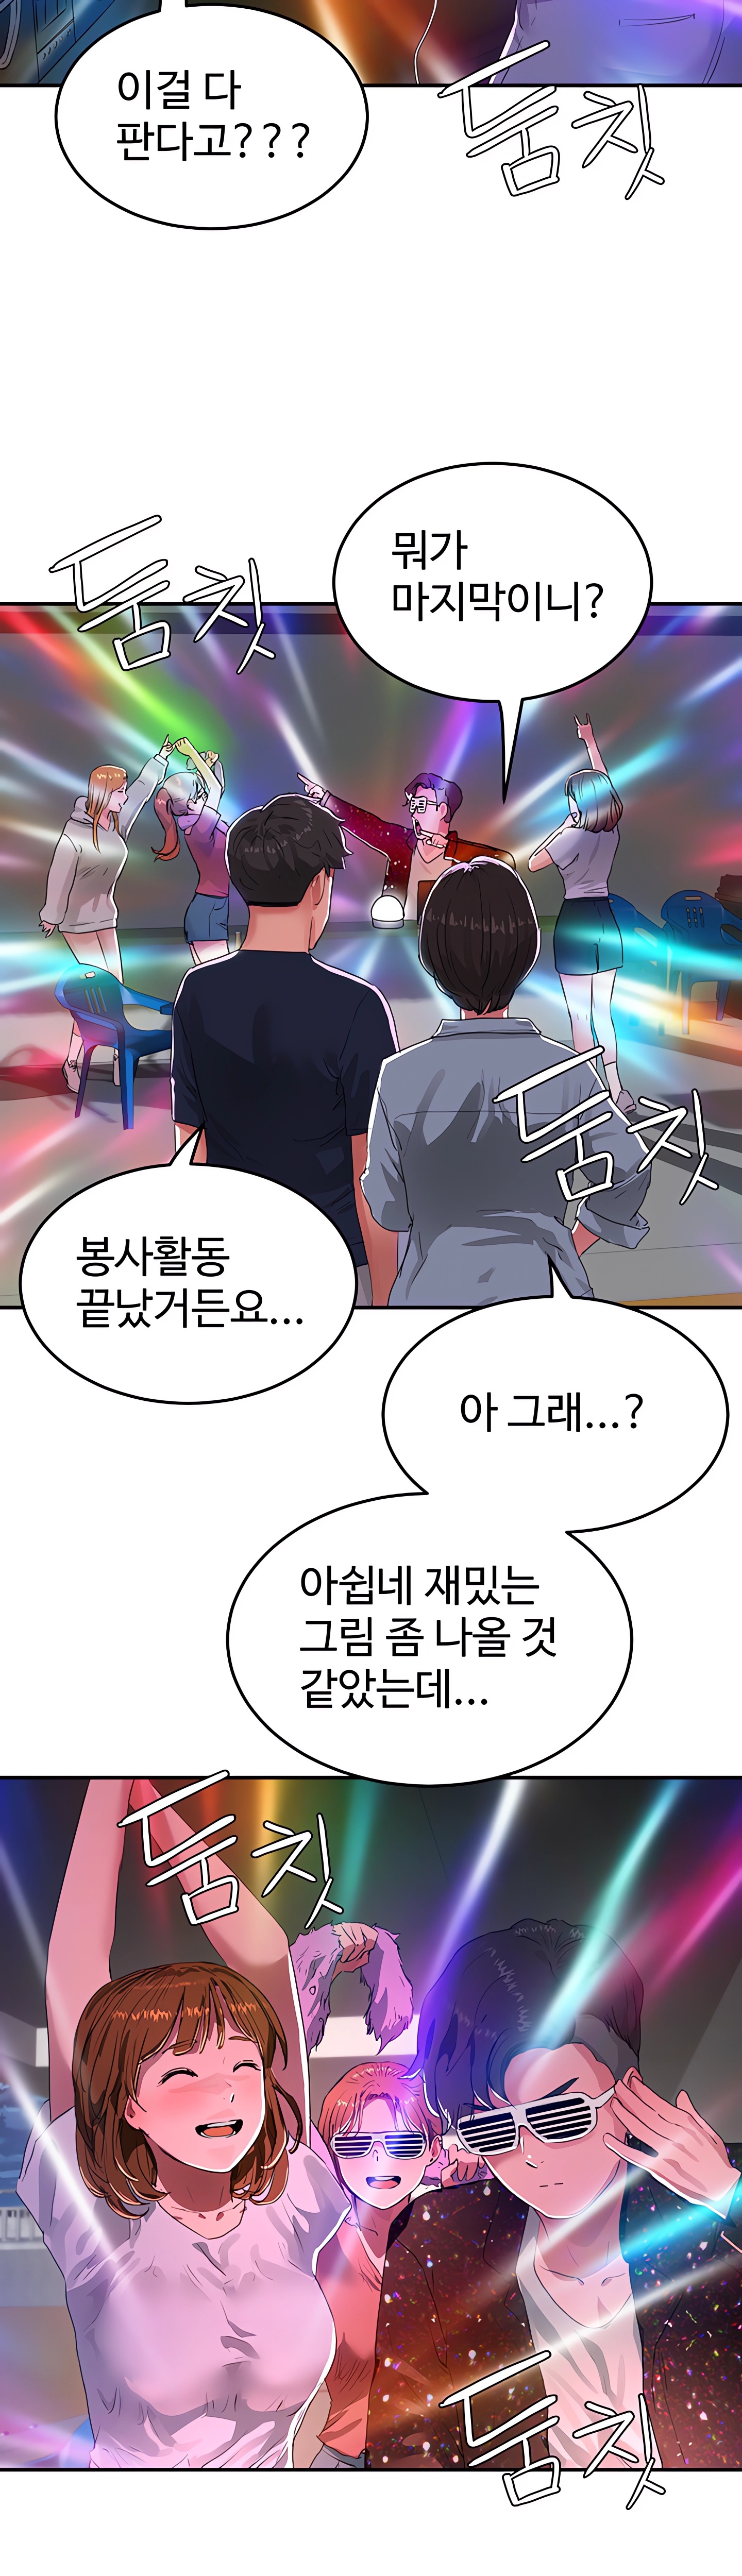 이걸 다
판다고???
둠칫
뭐가
마지막이니?
둠칫
둠칫
봉사활동
끝났거든요...
아 그래...?
아쉽네 재밌는
그림 좀 나올 것
같았는데...
둠칫
둠칫